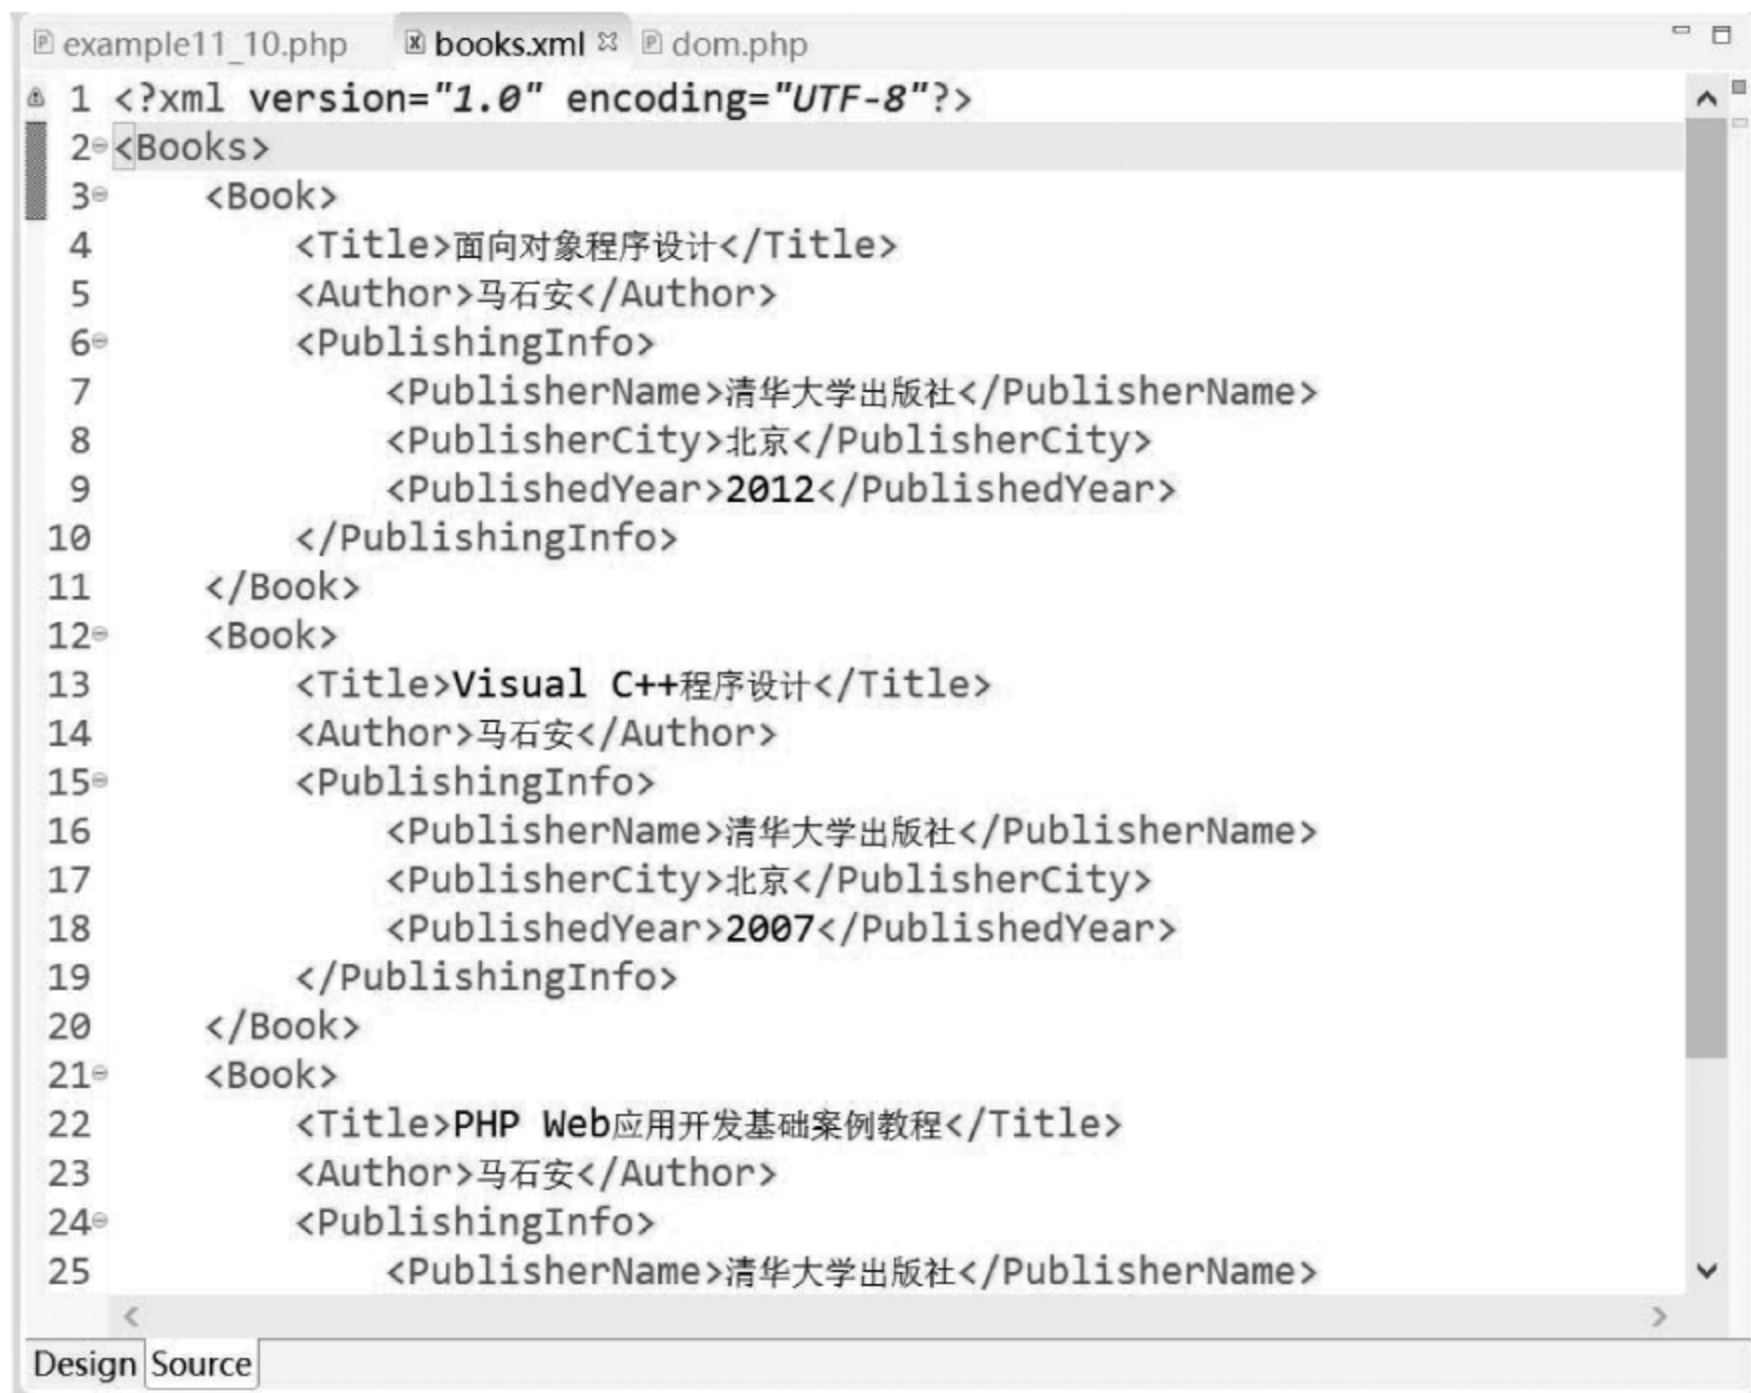 example11_10.php books.xml dom.php
1 <?xml version="1.0" encoding="UTF-8"?>
2 <Books>
3 <Book>
4 <Title>面向对象程序设计</Title>
5 <Author>马石安</Author>
6 <PublishingInfo>
7 <PublisherName>清华大学出版社</PublisherName>
8 <PublisherCity>北京</PublisherCity>
9 <PublishedYear>2012</PublishedYear>
10 </PublishingInfo>
11 </Book>
12 <Book>
13 <Title>Visual C++程序设计</Title>
14 <Author>马石安</Author>
15 <PublishingInfo>
16 <PublisherName>清华大学出版社</PublisherName>
17 <PublisherCity>北京</PublisherCity>
18 <PublishedYear>2007</PublishedYear>
19 </PublishingInfo>
20 </Book>
21 <Book>
22 <Title>PHP Web应用开发基础案例教程</Title>
23 <Author>马石安</Author>
24 <PublishingInfo>
25 <PublisherName>清华大学出版社</PublisherName>
Design Source